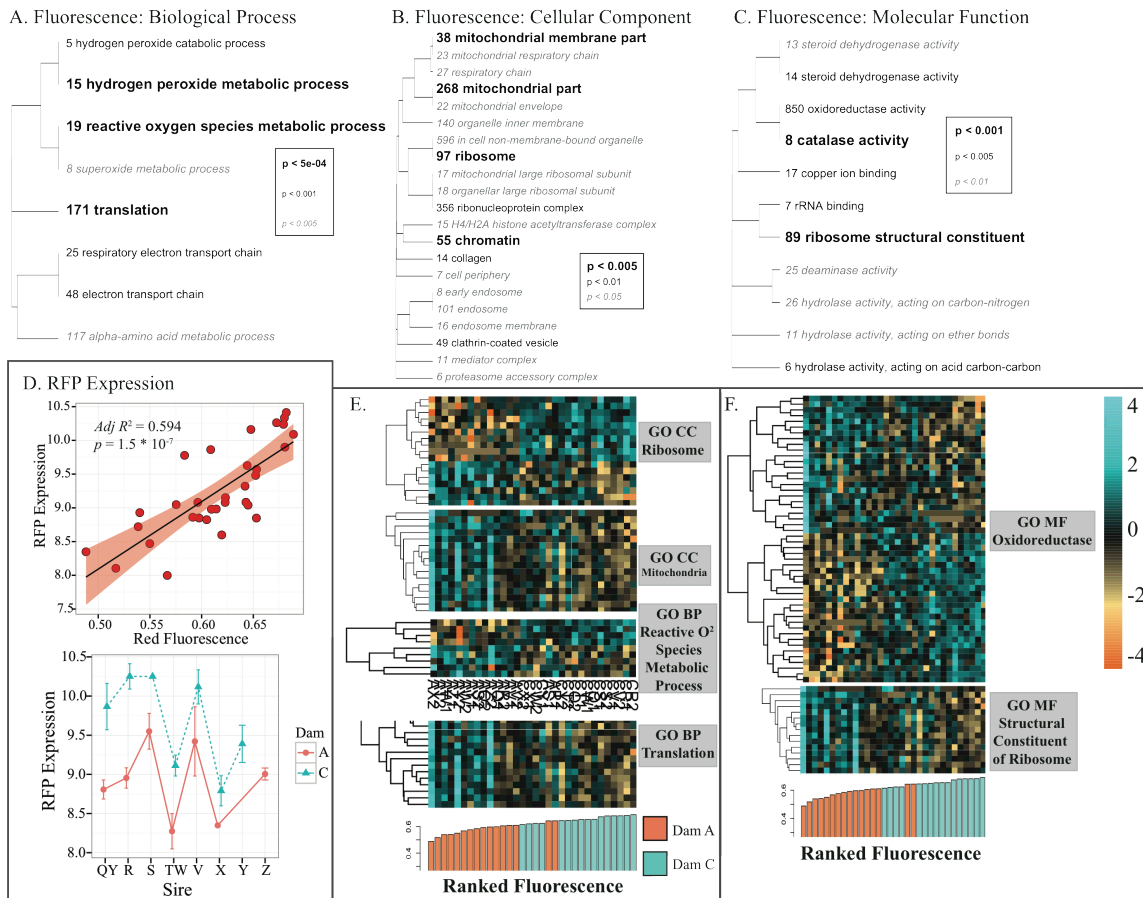 A. Fluorescence: Biological Process
5 hydrogen peroxide catabolic process
15 hydrogen peroxide metabolic process
19 reactive oxygen species metabolic process
8 superoxide metabolic process
171 translation
25 respiratory electron transport chain
48 electron transport chain
117 alpha-amino acid metabolic process
p < 5e-04
p < 0.001
p < 0.005
B. Fluorescence: Cellular Component
38 mitochondrial membrane part
23 mitochondrial respiratory chain
27 respiratory chain
268 mitochondrial part
22 mitochondrial envelope
140 organelle inner membrane
596 in cell non-membrane-bound organelle
97 ribosome
17 mitochondrial large ribosomal subunit
18 organellar large ribosomal subunit
356 ribonucleoprotein complex
15 H4/H2A histone acetyltransferase complex
55 chromatin
14 collagen
7 cell periphery
8 early endosome
101 endosome
16 endosome membrane
49 clathrin-coated vesicle
11 mediator complex
6 proteasome accessory complex
p < 0.005
p < 0.01
p < 0.05
C. Fluorescence: Molecular Function
13 steroid dehydrogenase activity
14 steroid dehydrogenase activity
850 oxidoreductase activity
8 catalase activity
17 copper ion binding
7 rRNA binding
89 ribosome structural constituent
25 deaminase activity
26 hydrolase activity, acting on carbon-nitrogen
11 hydrolase activity, acting on ether bonds
6 hydrolase activity, acting on acid carbon-carbon
p < 0.001
p < 0.005
p < 0.01
D. RFP Expression
Adj R² = 0.594
p = 1.5 * 10⁻⁷
RFP Expression
10.5
10.0
9.5
9.0
8.5
8.0
7.5
0.50 0.55 0.60 0.65
Red Fluorescence
RFP Expression
10.5
10.0
9.5
9.0
8.5
8.0
QY R S TW V X Y Z
Sire
Dam
A
C
E.
GO CC
Ribosome
GO CC
Mitochondria
GO BP
Reactive O²
Species
Metabolic
Process
GO BP
Translation
0.6
0.4
Ranked Fluorescence
Dam A
Dam C
F.
GO MF
Oxidoreductase
GO MF
Structural
Constituent
of Ribosome
0.6
0.4
Ranked Fluorescence
4
2
0
-2
-4